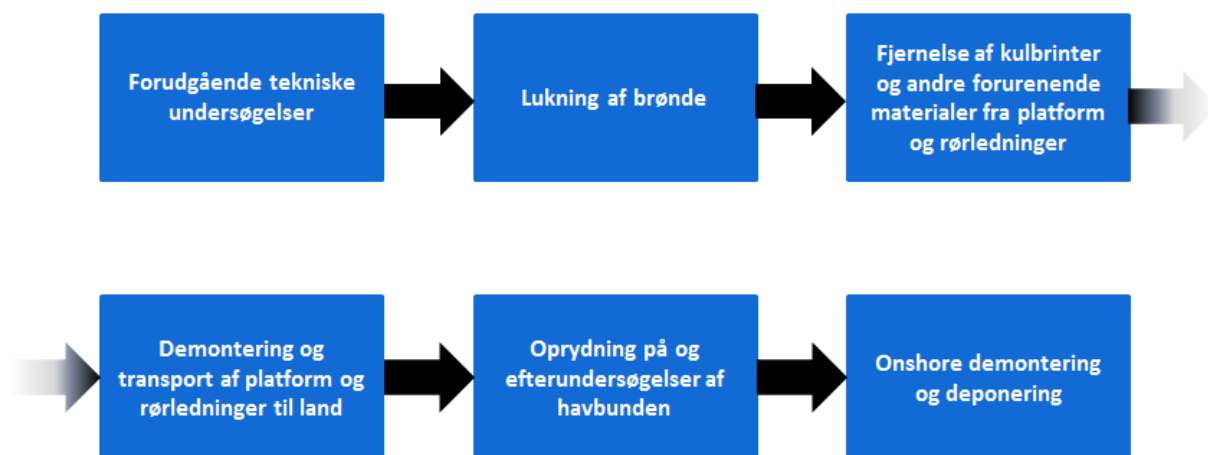 Forudgående tekniske
undersøgelser
Lukning af brønde
Fjernelse af kulbrinter
og andre forurenende
materialer fra platform
og rørledninger
Demontering og
transport af platform og
rørledninger til land
Oprydning på og
efterundersøgelser af
havbunden
Onshore demontering
og deponering